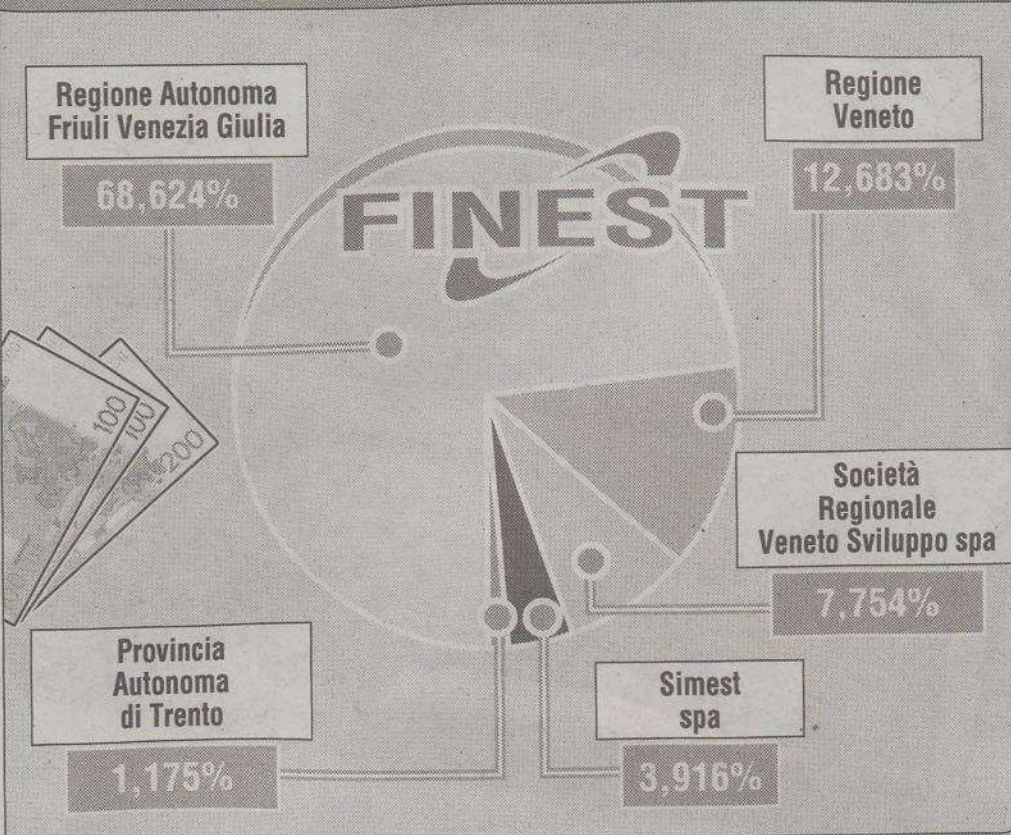 Regione Autonoma
Friuli Venezia Giulia
68,624%
Regione
Veneto
12,683%
FINEST
100
100
200
Società
Regionale
Veneto Sviluppo spa
7,754%
Provincia
Autonoma
di Trento
1,175%
Simest
spa
3,916%